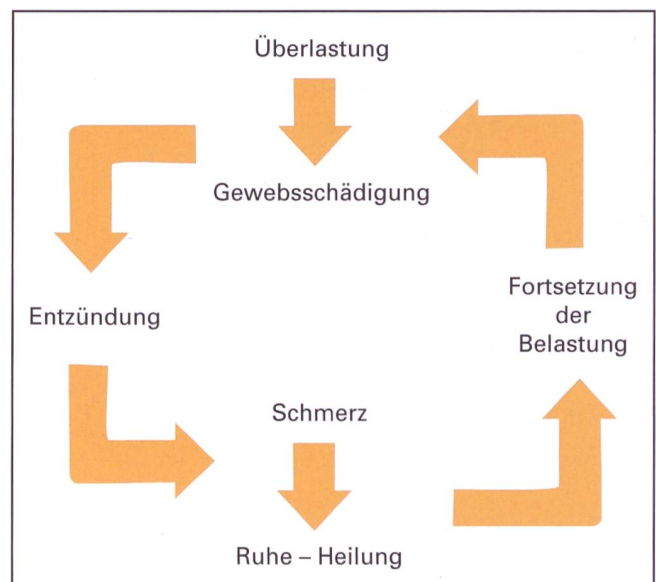 Überlastung
Gewebsschädigung
Entzündung
Fortsetzung
der
Belastung
Schmerz
Ruhe – Heilung